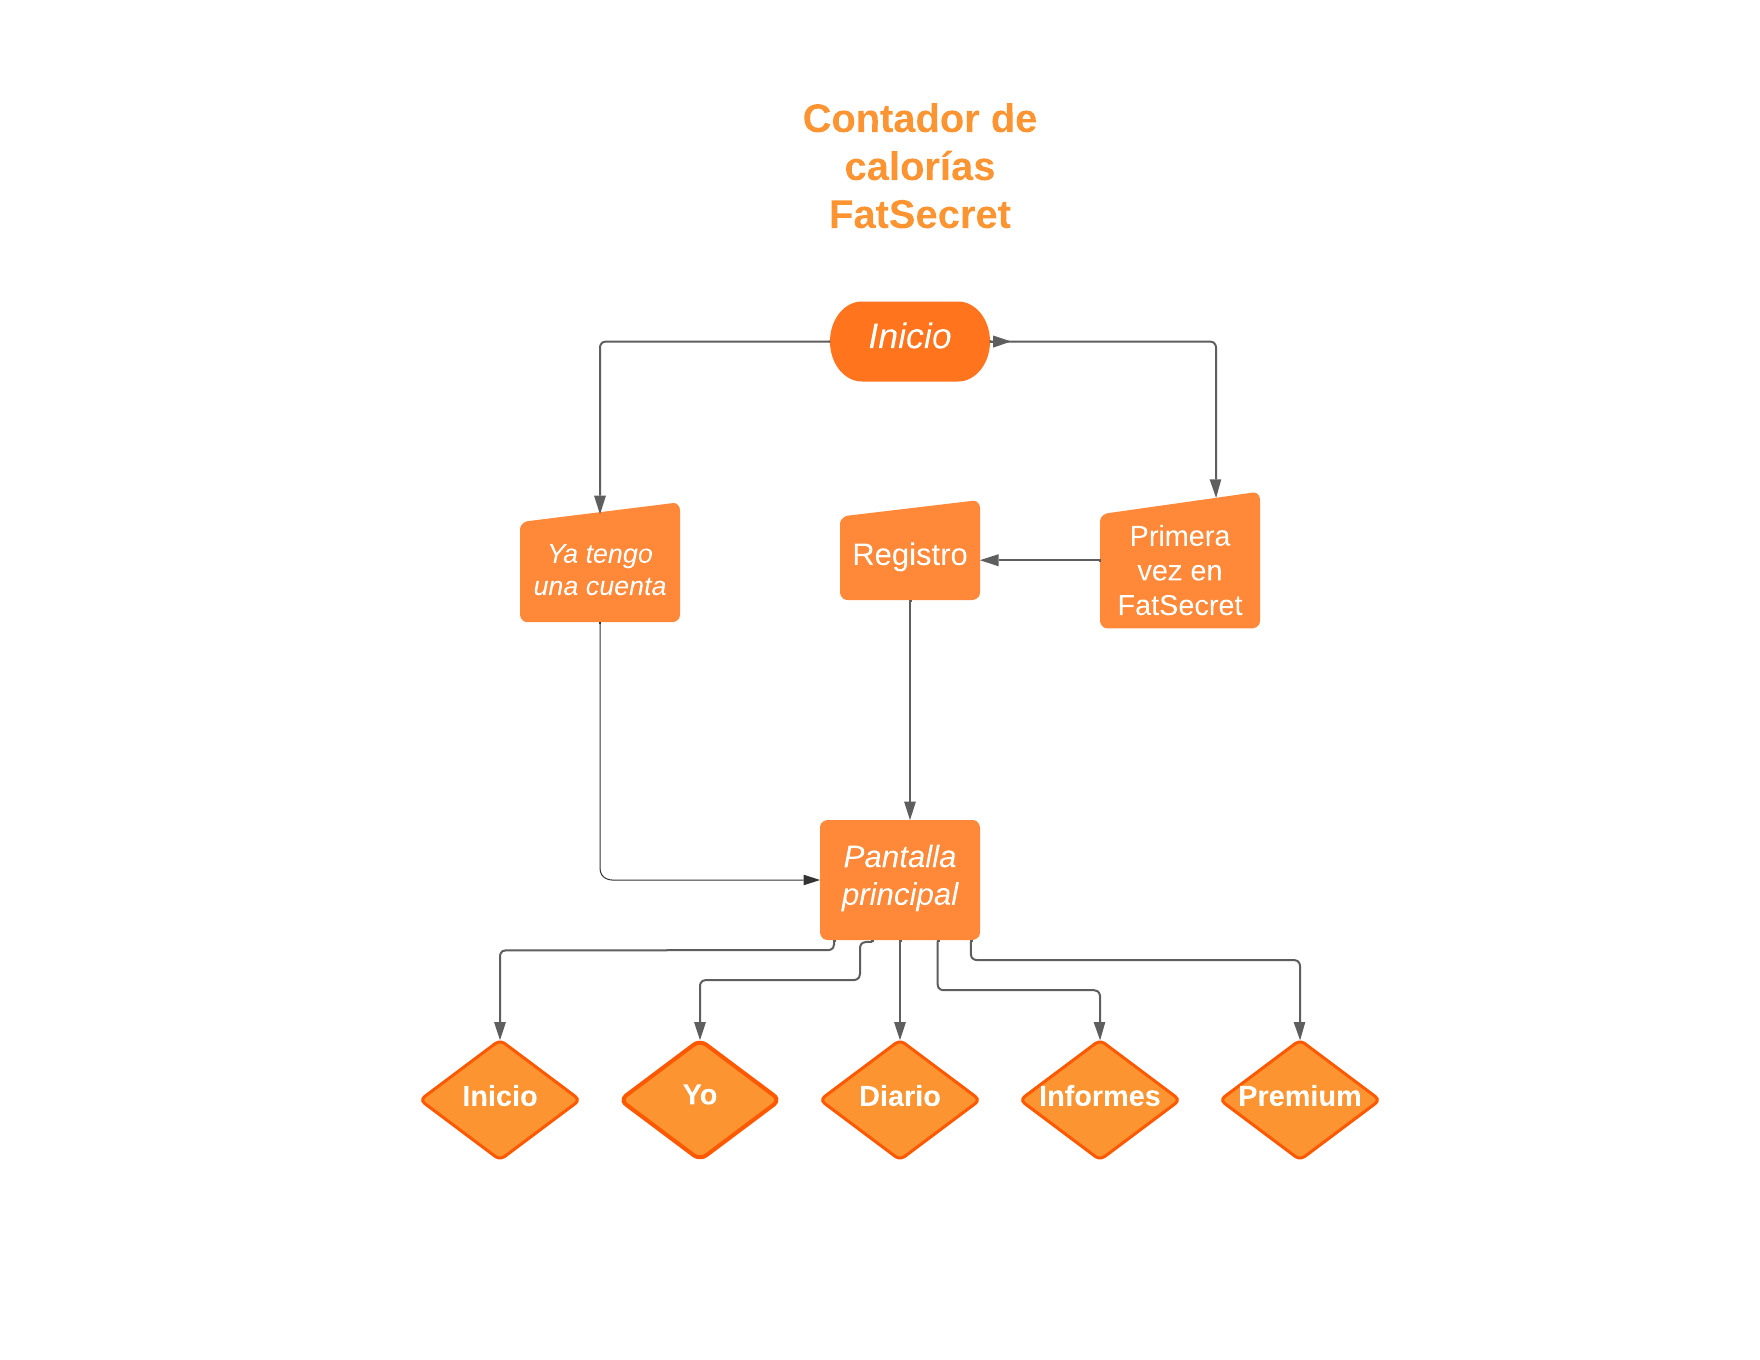 Contador de
calorías
FatSecret
Inicio
Ya tengo
una cuenta
Registro
Primera
vez en
FatSecret
Pantalla
principal
Inicio
Yo
Diario
Informes
Premium